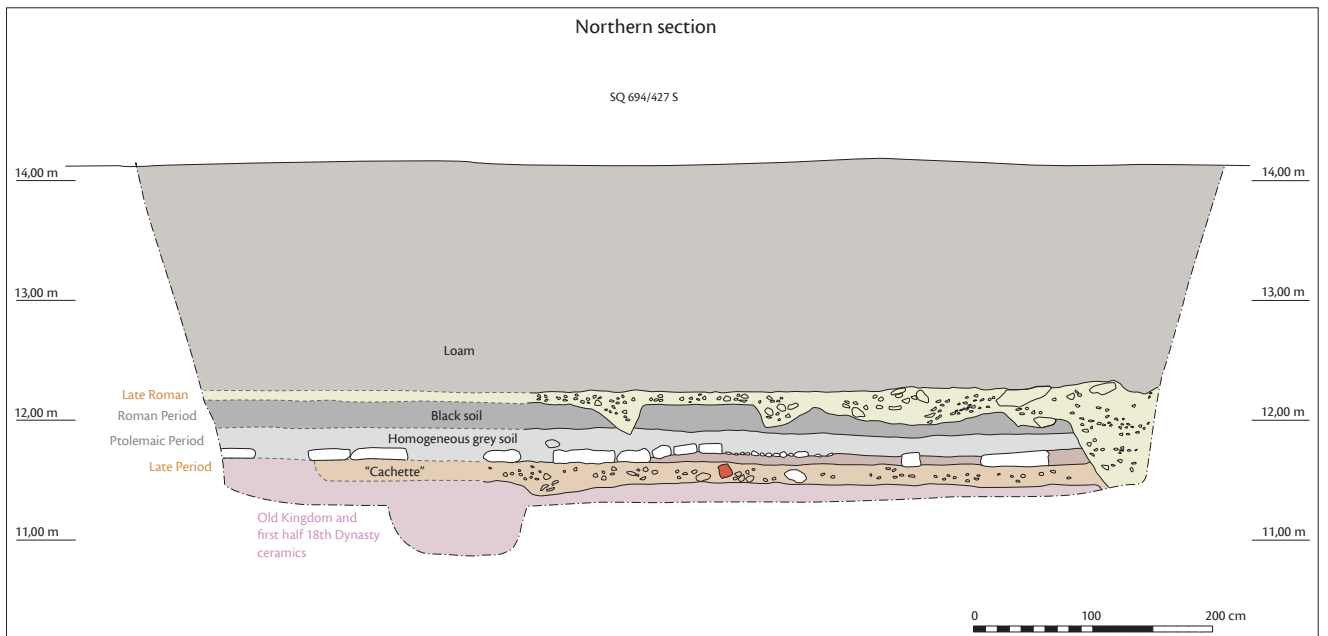 Northern section
SQ 694/427 S
14,00 m
14,00 m
13,00 m
13,00 m
Loam
Late Roman
Roman Period
Black soil
12,00 m
12,00 m
Ptolemaic Period
Homogeneous grey soil
Late Period
"Cachette"
Old Kingdom and
first half 18th Dynasty
ceramics
11,00 m
11,00 m
0
100
200 cm